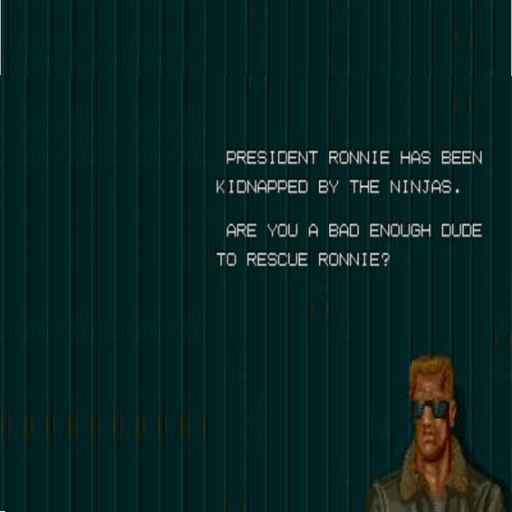 PRESIDENT RONNIE HAS BEEN
KIDNAPPED BY THE NINJAS.
ARE YOU A BAD ENOUGH DUDE
TO RESCUE RONNIE?